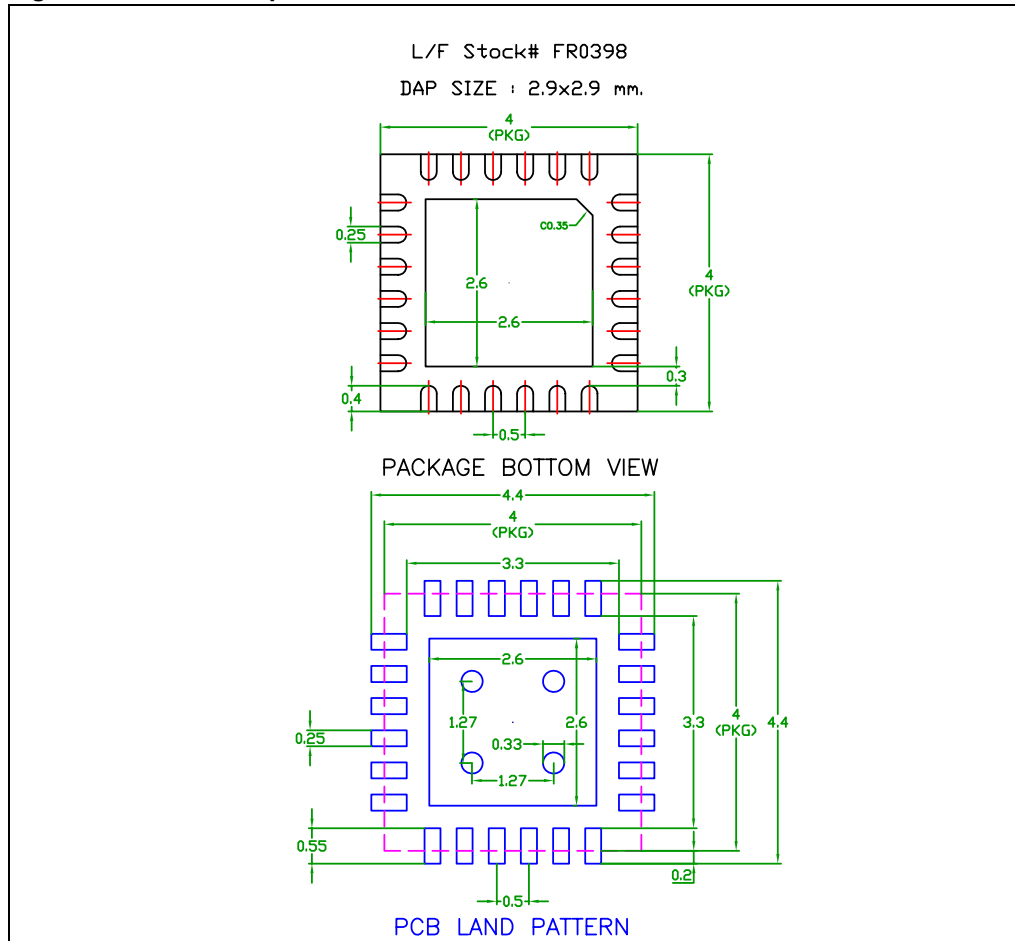 L/F Stock# FR0398
DAP SIZE : 2.9x2.9 mm.
4
(PKG)
C0.35
0.25
2.6
4
(PKG)
2.6
0.3
0.4
0.5
PACKAGE BOTTOM VIEW
4.4
4
(PKG)
3.3
2.6
1.27
2.6
3.3
4
(PKG)
4.4
0.25
0.33
1.27
0.55
0.2
0.5
PCB LAND PATTERN